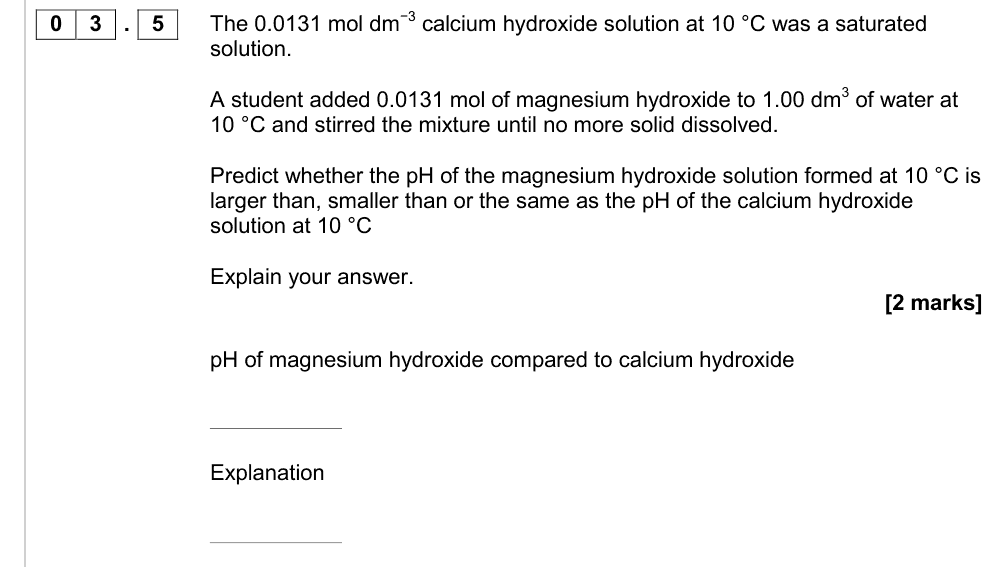 0 3 . 5 The 0.0131 mol dm⁻³ calcium hydroxide solution at 10 °C was a saturated
solution.
A student added 0.0131 mol of magnesium hydroxide to 1.00 dm³ of water at
10 °C and stirred the mixture until no more solid dissolved.
Predict whether the pH of the magnesium hydroxide solution formed at 10 °C is
larger than, smaller than or the same as the pH of the calcium hydroxide
solution at 10 °C
Explain your answer.
[2 marks]
pH of magnesium hydroxide compared to calcium hydroxide
Explanation